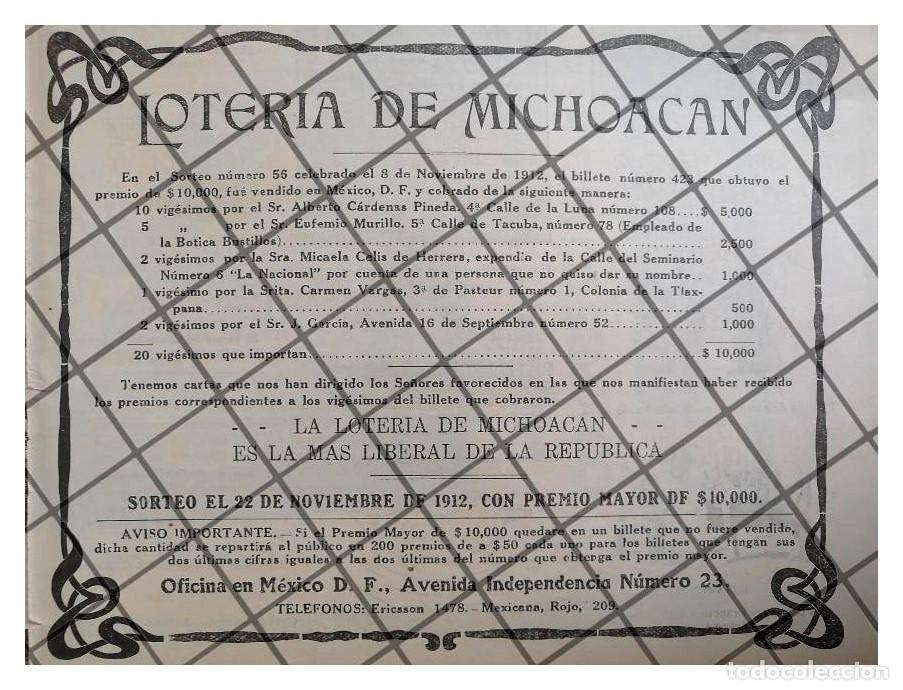 LOTERIA DE MICHOACAN
En el Sorteo número 56 celebrado el 8 de Noviembre de 1912, el billete número 423 que obtuvo el
premio de $10,000, fué vendido en México, D. F. y cobrado de la siguiente manera:
10 vigésimos por el Sr. Alberto Cárdenas Pineda. 4ª Calle de la Luna número 108....$ 5,000
5 „ por el Sr. Eufemio Murillo. 5ª Calle de Tacuba, número 78 (Empleado de
la Botica Bustillos).......... 2,500
2 vigésimos por la Sra. Micaela Celis de Herrera, expendio de la Calle del Seminario
Número 6 "La Nacional" por cuenta de una persona que no quiso dar su nombre.. 1,000
1 vigésimo por la Srita. Carmen Vargas, 3ª de Pasteur número 1, Colonia de la Tlax-
pana.......... 500
2 vigésimos por el Sr. J. García, Avenida 16 de Septiembre número 52.......... 1,000
20 vigésimos que importan.......... $ 10,000
Tenemos cartas que nos han dirigido los Señores favorecidos en las que nos manifiestan haber recibido
los premios correspondientes a los vigésimos del billete que cobraron.
- - LA LOTERIA DE MICHOACAN - -
ES LA MAS LIBERAL DE LA REPUBLICA
SORTEO EL 22 DE NOVIEMBRE DE 1912, CON PREMIO MAYOR DE $10,000.
AVISO IMPORTANTE.—Si el Premio Mayor de $10,000 quedare en un billete que no fuere vendido,
dicha cantidad se repartirá al público en 200 premios de a $50 cada uno para los billetes que tengan sus
dos últimas cifras iguales a las dos últimas del número que obtenga el premio mayor.
Oficina en México D. F., Avenida Independencia Número 23.
TELEFONOS: Ericsson 1478.—Mexicana, Rojo, 209.
todocoleccion